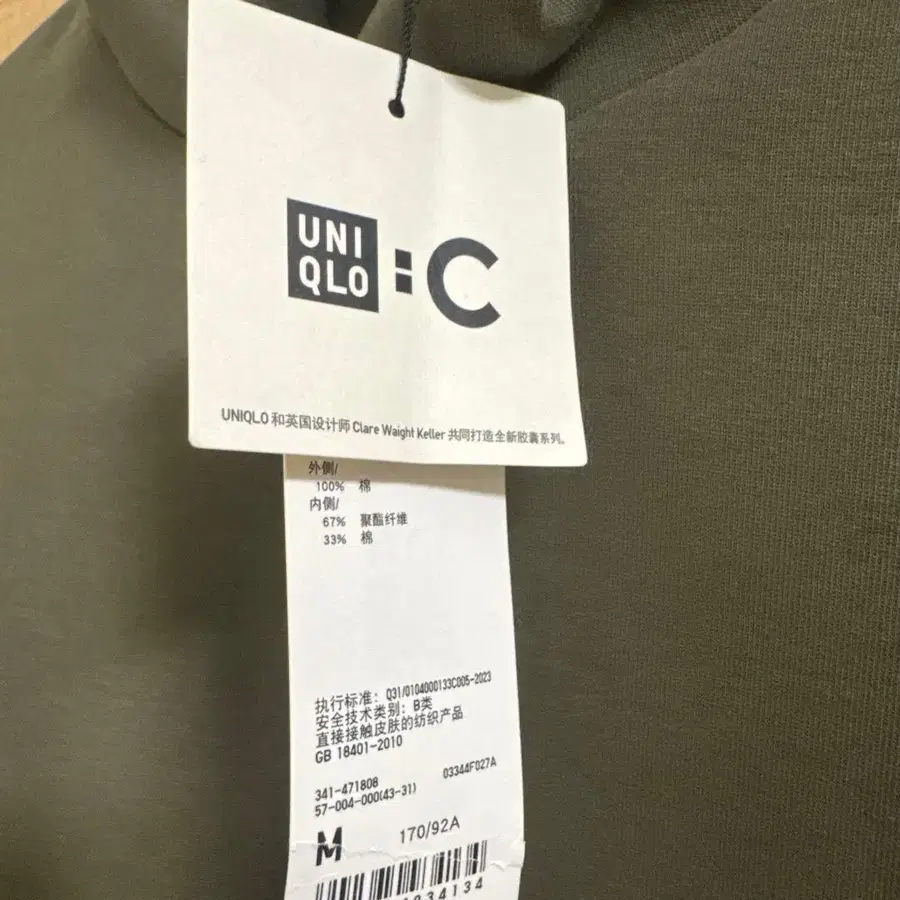 UNI
QLO
:C
UNIQLO 和英国设计师 Clare Waight Keller 共同打造全新胶囊系列。
外侧/
100% 棉
内侧/
67% 聚酯纤维
33% 棉
执行标准: Q31/0104000133C005-2023
安全技术类别: B类
直接接触皮肤的纺织产品
GB 18401-2010
341-471808 03344F027A
57-004-000(43-31)
M 170/92A
34134